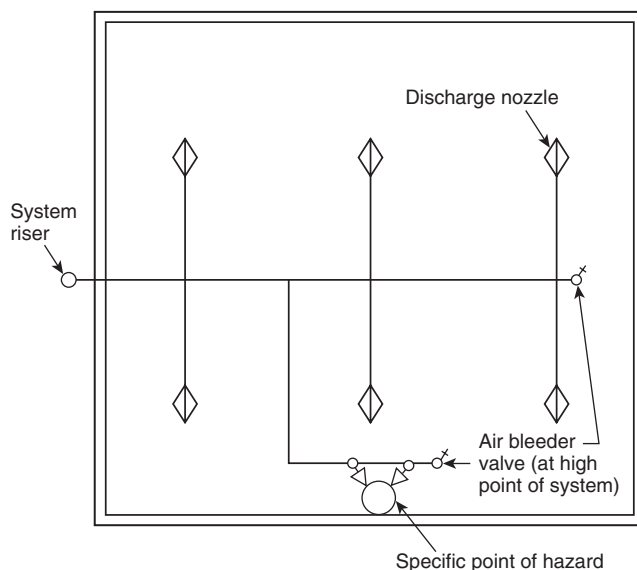 Discharge nozzle
System
riser
Air bleeder
valve (at high
point of system)
Specific point of hazard